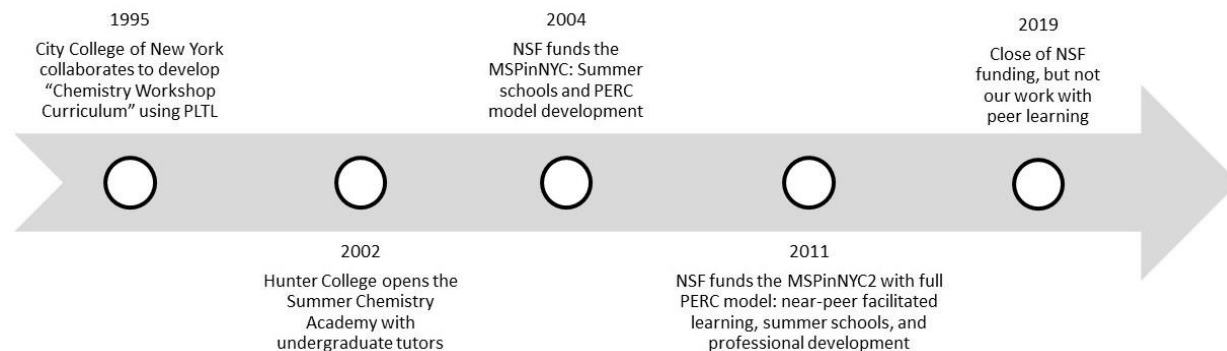 1995
City College of New York
collaborates to develop
“Chemistry Workshop
Curriculum” using PLTL
2002
Hunter College opens the
Summer Chemistry
Academy with
undergraduate tutors
2004
NSF funds the
MSPinNYC: Summer
schools and PERC
model development
2011
NSF funds the MSPinNYC2 with full
PERC model: near-peer facilitated
learning, summer schools, and
professional development
2019
Close of NSF
funding, but not
our work with
peer learning